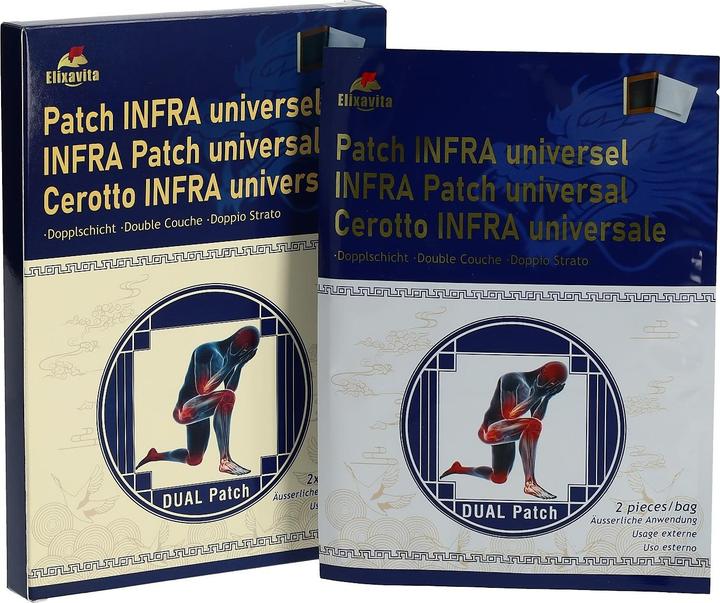 Elixavita
Patch INFRA universel
INFRA Patch universal
Cerotto INFRA univers
·Dopplschicht ·Double Couche ·Doppio Strato
DUAL Patch
2x
Äusserliche
Elixavita
Patch INFRA universel
INFRA Patch universal
Cerotto INFRA universale
·Dopplschicht ·Double Couche ·Doppio Strato
DUAL Patch
2 pieces/bag
Äusserliche Anwendung
Usage externe
Uso esterno